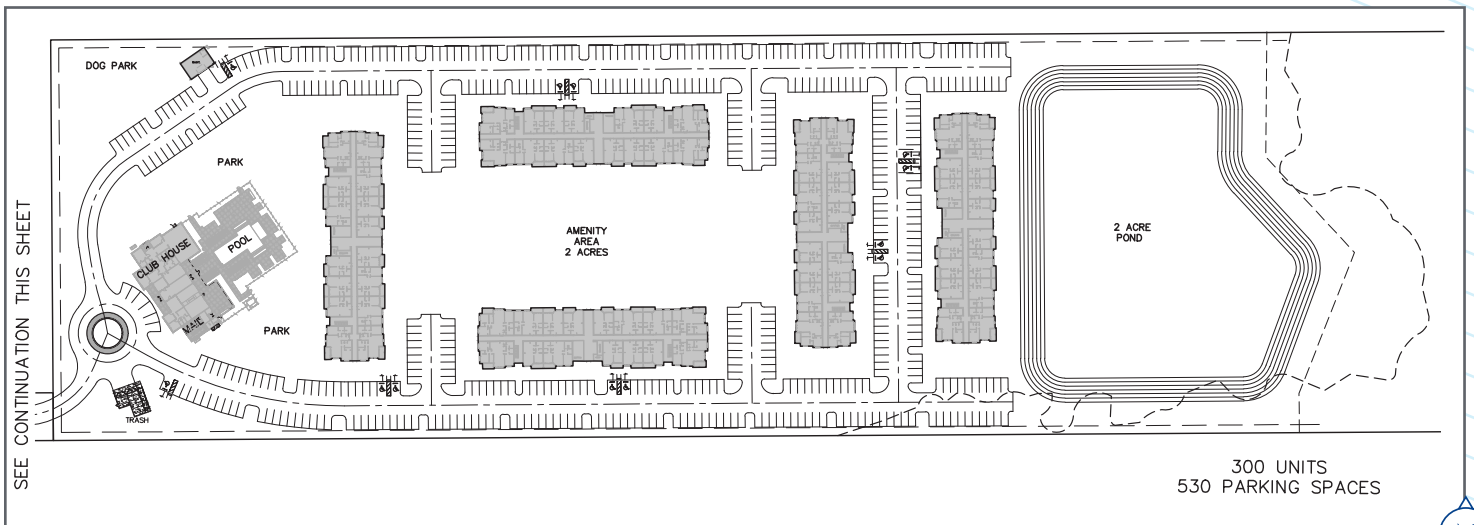 DOG PARK
PARK
CLUB HOUSE
POOL
MAIL
PARK
TRASH
AMENITY
AREA
2 ACRES
2 ACRE
POND
SEE CONTINUATION THIS SHEET
300 UNITS
530 PARKING SPACES